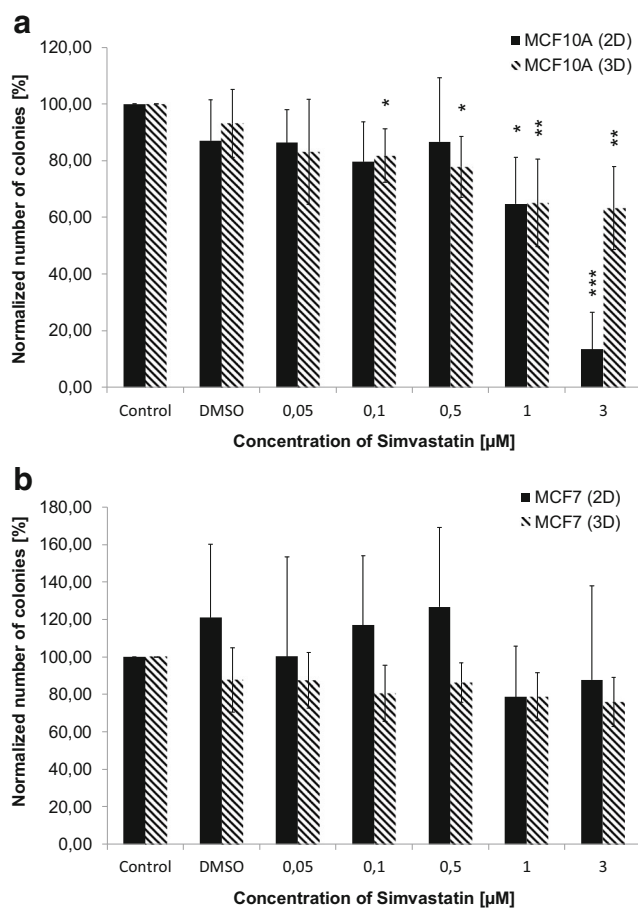 a
MCF10A (2D)
MCF10A (3D)
Normalized number of colonies [%]
120,00
100,00
80,00
60,00
40,00
20,00
0,00
*
*
*
**
***
**
Control DMSO 0,05 0,1 0,5 1 3
Concentration of Simvastatin [µM]
b
MCF7 (2D)
MCF7 (3D)
Normalized number of colonies [%]
180,00
160,00
140,00
120,00
100,00
80,00
60,00
40,00
20,00
0,00
Control DMSO 0,05 0,1 0,5 1 3
Concentration of Simvastatin [µM]